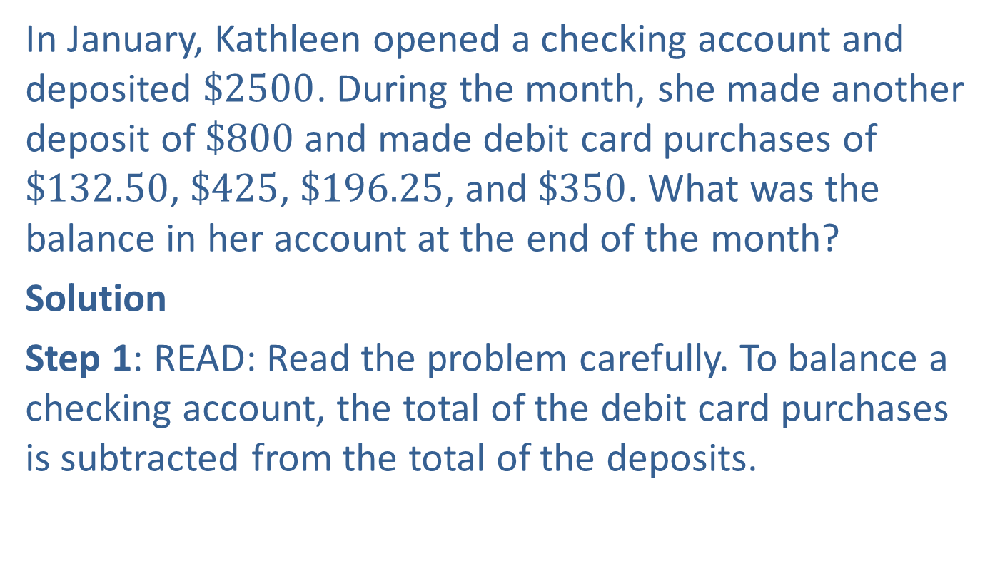 In January, Kathleen opened a checking account and
deposited $2500. During the month, she made another
deposit of $800 and made debit card purchases of
$132.50, $425, $196.25, and $350. What was the
balance in her account at the end of the month?
Solution
Step 1: READ: Read the problem carefully. To balance a
checking account, the total of the debit card purchases
is subtracted from the total of the deposits.